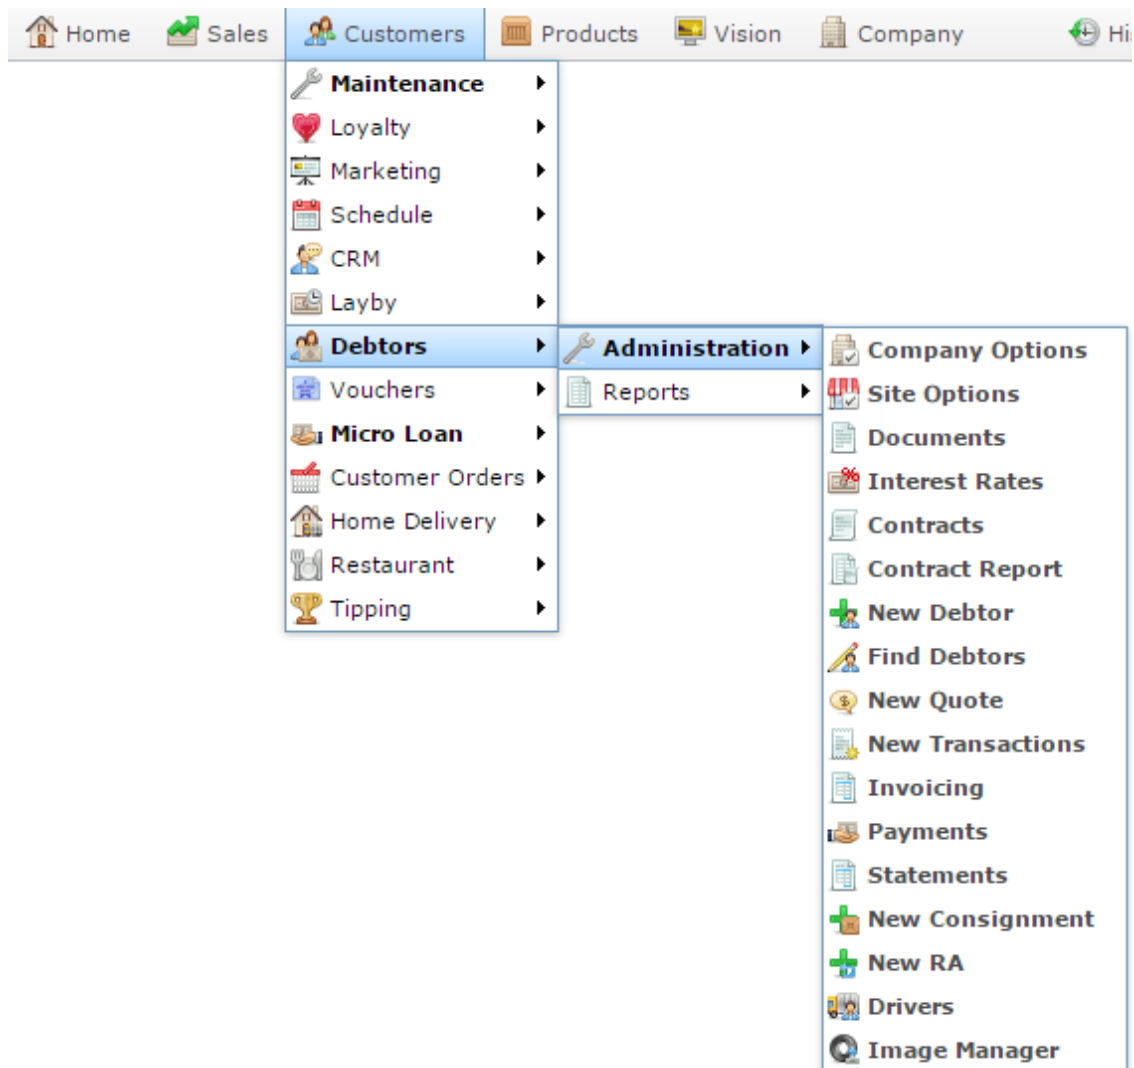 Home Sales Customers Products Vision Company Hi
Maintenance
Loyalty
Marketing
Schedule
CRM
Layby
Debtors
Vouchers
Micro Loan
Customer Orders
Home Delivery
Restaurant
Tipping
Administration
Reports
Company Options
Site Options
Documents
Interest Rates
Contracts
Contract Report
New Debtor
Find Debtors
New Quote
New Transactions
Invoicing
Payments
Statements
New Consignment
New RA
Drivers
Image Manager